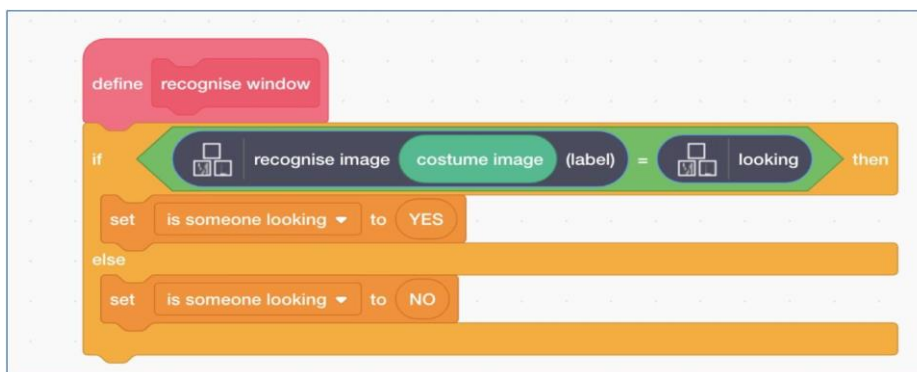 define recognise window
if recognise image costume image (label) = looking then
set is someone looking to YES
else
set is someone looking to NO